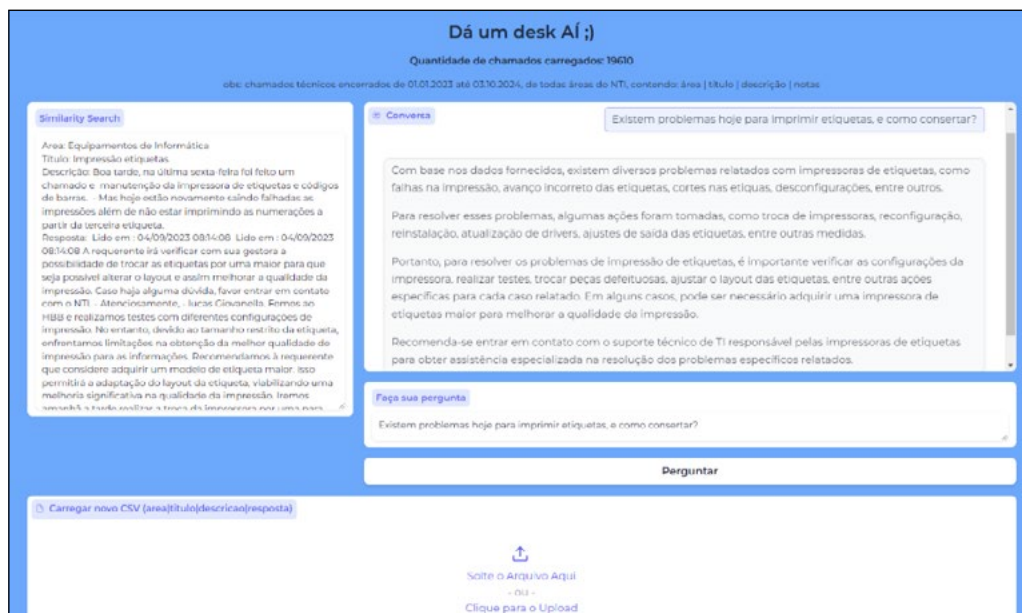 Dá um desk AÍ ;)
Quantidade de chamados carregados: 19610
obs: chamados técnicos encerrados de 01.01.2023 até 03.10.2024, de todas áreas do NTI, contendo: área | título | descrição | notas
Similarity Search
Area: Equipamentos de Informática
Titulo: Impressão etiquetas.
Descrição: Boa tarde, na última sexta-feira foi feito um
chamado e manutenção da impressora de etiquetas e códigos
de barras. - Mas hoje estão novamente saindo falhadas as
impressões além de não estar imprimindo as numerações a
partir da terceira etiqueta.
Resposta: Lido em : 04/09/2023 08:14:08 Lido em : 04/09/2023
08:14:08 A requerente irá verificar com sua gestora a
possibilidade de trocar as etiquetas por uma maior para que
seja possível alterar o layout e assim melhorar a qualidade da
impressão. Caso haja alguma dúvida, favor entrar em contato
com o NTI. - Atenciosamente, - Lucas Giovanella. Fomos ao
HBB e realizamos testes com diferentes configurações de
impressão. No entanto, devido ao tamanho restrito da etiqueta,
enfrentamos limitações na obtenção da melhor qualidade de
impressão para as informações. Recomendamos à requerente
que considere adquirir um modelo de etiqueta maior. Isso
permitirá a adaptação do layout da etiqueta, viabilizando uma
melhoria significativa na qualidade da impressão. Iremos
amanhã a tarde realizar a troca da impressora por uma para
Conversa
Existem problemas hoje para imprimir etiquetas, e como consertar?
Com base nos dados fornecidos, existem diversos problemas relatados com impressoras de etiquetas, como
falhas na impressão, avanço incorreto das etiquetas, cortes nas etiquas, desconfigurações, entre outros.
Para resolver esses problemas, algumas ações foram tomadas, como troca de impressoras, reconfiguração,
reinstalação, atualização de drivers, ajustes de saída das etiquetas, entre outras medidas.
Portanto, para resolver os problemas de impressão de etiquetas, é importante verificar as configurações da
impressora, realizar testes, trocar peças defeituosas, ajustar o layout das etiquetas, entre outras ações
específicas para cada caso relatado. Em alguns casos, pode ser necessário adquirir uma impressora de
etiquetas maior para melhorar a qualidade da impressão.
Recomenda-se entrar em contato com o suporte técnico de TI responsável pelas impressoras de etiquetas
para obter assistência especializada na resolução dos problemas específicos relatados.
Faça sua pergunta
Existem problemas hoje para imprimir etiquetas, e como consertar?
Perguntar
Carregar novo CSV (area|titulo|descricao|resposta)
Solte o Arquivo Aqui
- ou -
Clique para o Upload